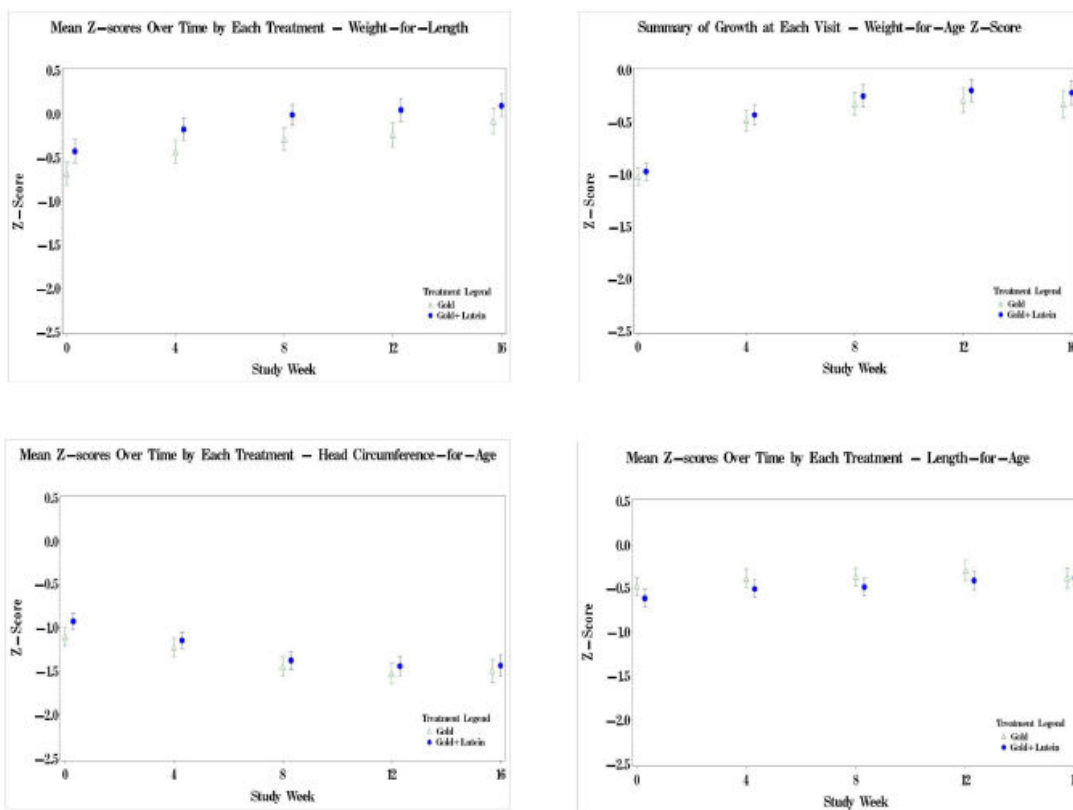 Mean Z-scores Over Time by Each Treatment – Weight-for-Length
0.5
0.0
-0.5
-1.0
-1.5
-2.0
-2.5
Z-Score
Treatment Legend
Gold
Gold+Lutein
0 4 8 12 16
Study Week
Summary of Growth at Each Visit – Weight-for-Age Z-Score
0.0
-0.5
-1.0
-1.5
-2.0
-2.5
Z-Score
Treatment Legend
Gold
Gold+Lutein
0 4 8 12 16
Study Week
Mean Z-scores Over Time by Each Treatment – Head Circumference-for-Age
0.5
0.0
-0.5
-1.0
-1.5
-2.0
-2.5
Z-Score
Treatment Legend
Gold
Gold+Lutein
0 4 8 12 16
Study Week
Mean Z-scores Over Time by Each Treatment – Length-for-Age
0.5
0.0
-0.5
-1.0
-1.5
-2.0
-2.5
Z-Score
Treatment Legend
Gold
Gold+Lutein
0 4 8 12 1
Study Week